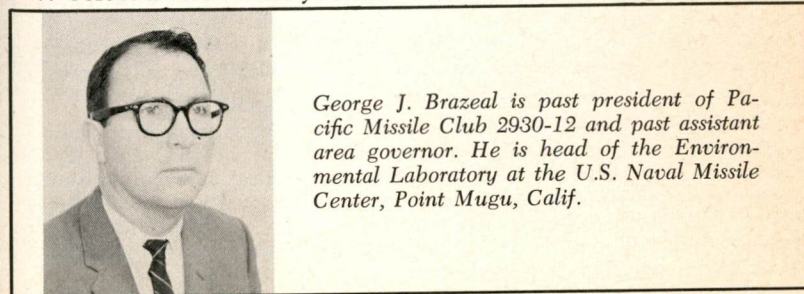 George J. Brazeal is past president of Pa-
cific Missile Club 2930-12 and past assistant
area governor. He is head of the Environ-
mental Laboratory at the U.S. Naval Missile
Center, Point Mugu, Calif.